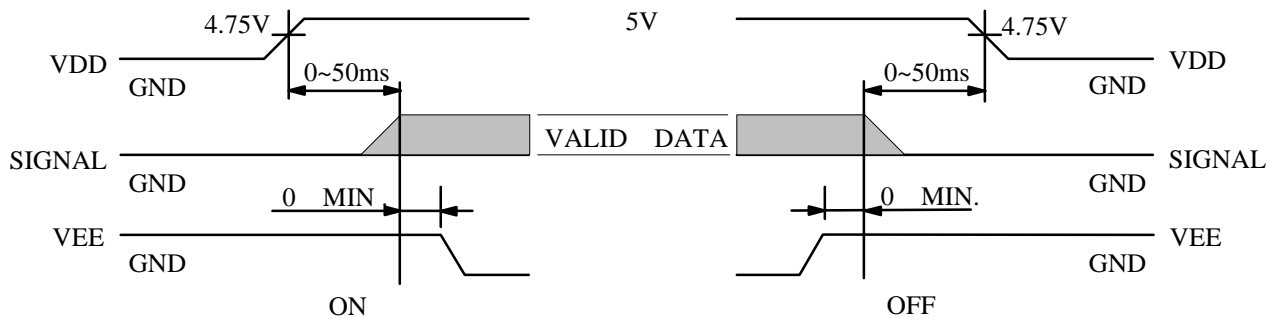 4.75V 5V 4.75V
VDD VDD
GND 0~50ms 0~50ms GND
VALID DATA
SIGNAL SIGNAL
GND GND
0 MIN. 0 MIN.
VEE VEE
GND GND
ON OFF